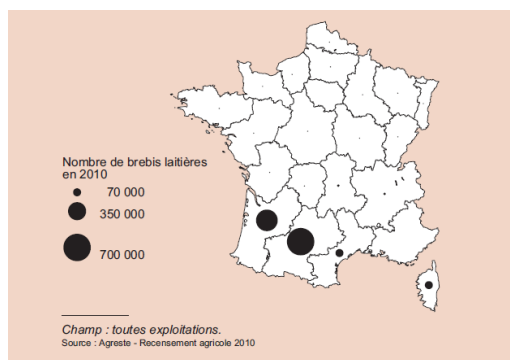 Nombre de brebis laitières
en 2010
70 000
350 000
700 000
Champ : toutes exploitations.
Source : Agreste - Recensement agricole 2010